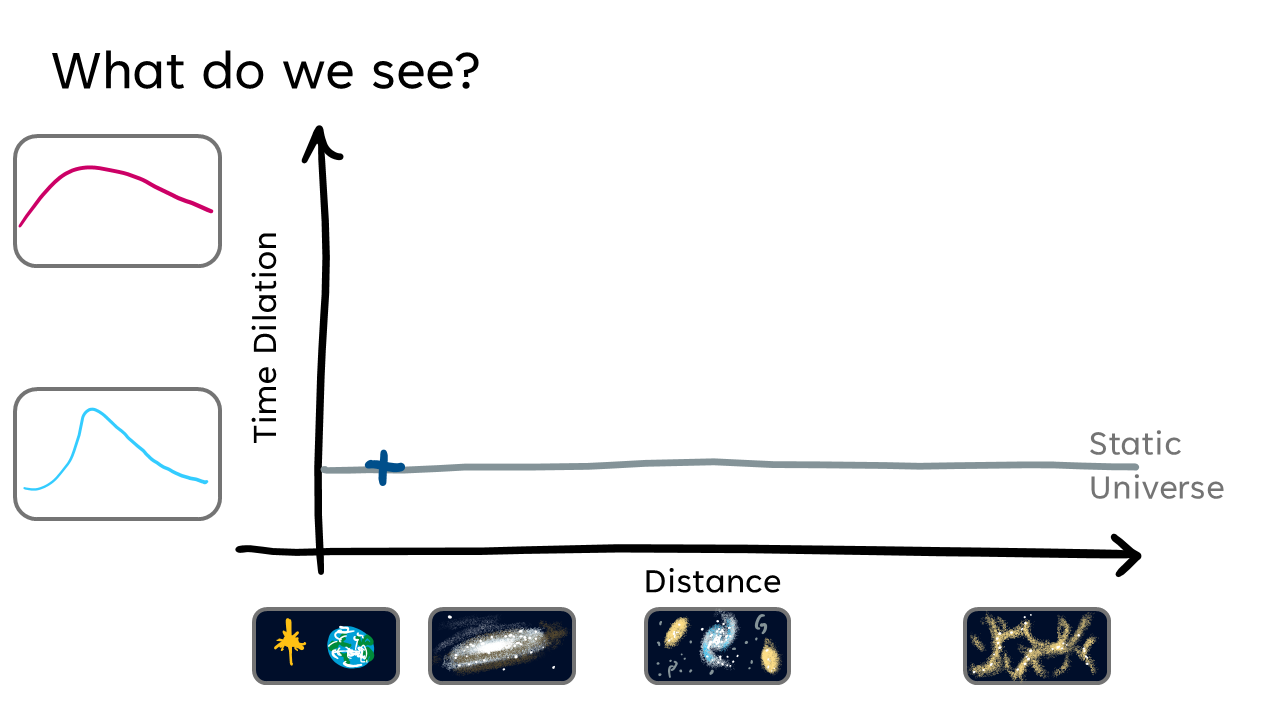 What do we see?
Time Dilation
Static
Universe
Distance